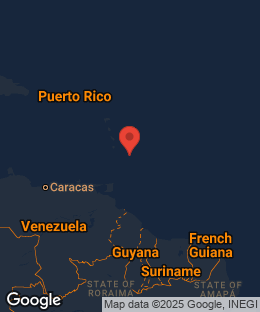 Puerto Rico
Caracas
Venezuela
French
Guiana
Guyana
Suriname
STATE OF
RORAIMA
STATE OF
AMAPÁ
Google
Map data ©2025 Google, INEGI